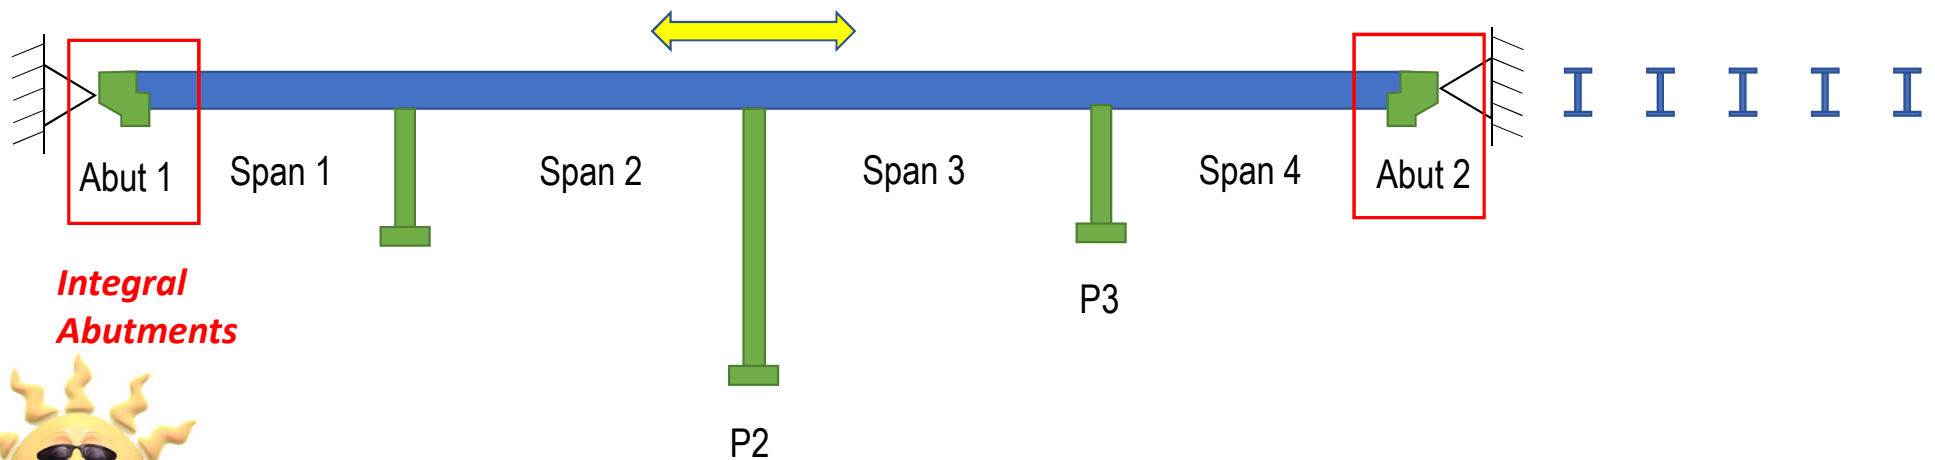 Abut 1
Span 1
Span 2
Span 3
Span 4
Abut 2
Integral
Abutments
P3
P2